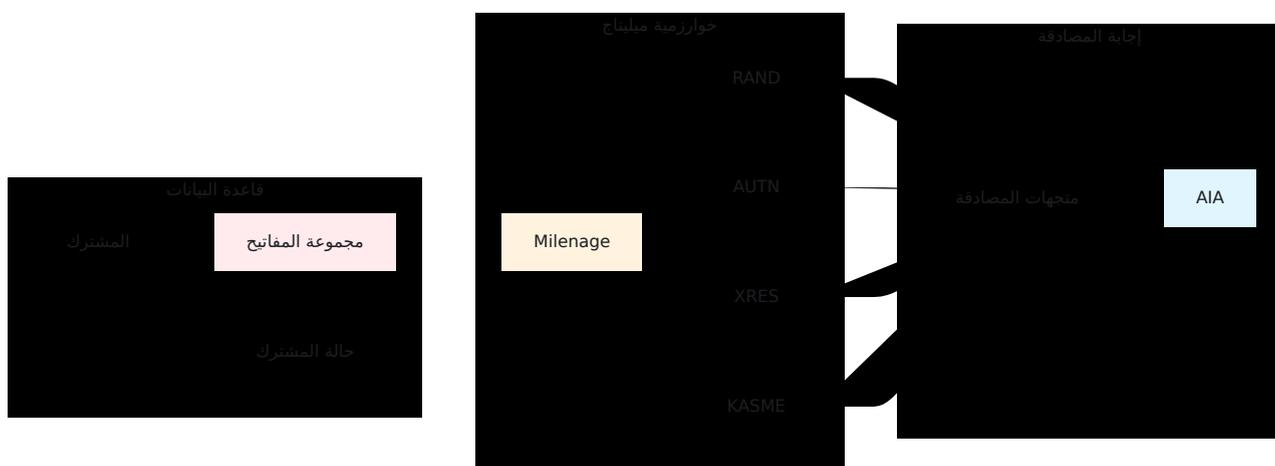 قاعدة البيانات
المشترك
مجموعة المفاتيح
حالة المشترك
خوارزمية ميليناج
RAND
AUTN
Milenage
XRES
KASME
إجابة المصادقة
متجهات المصادقة
AIA